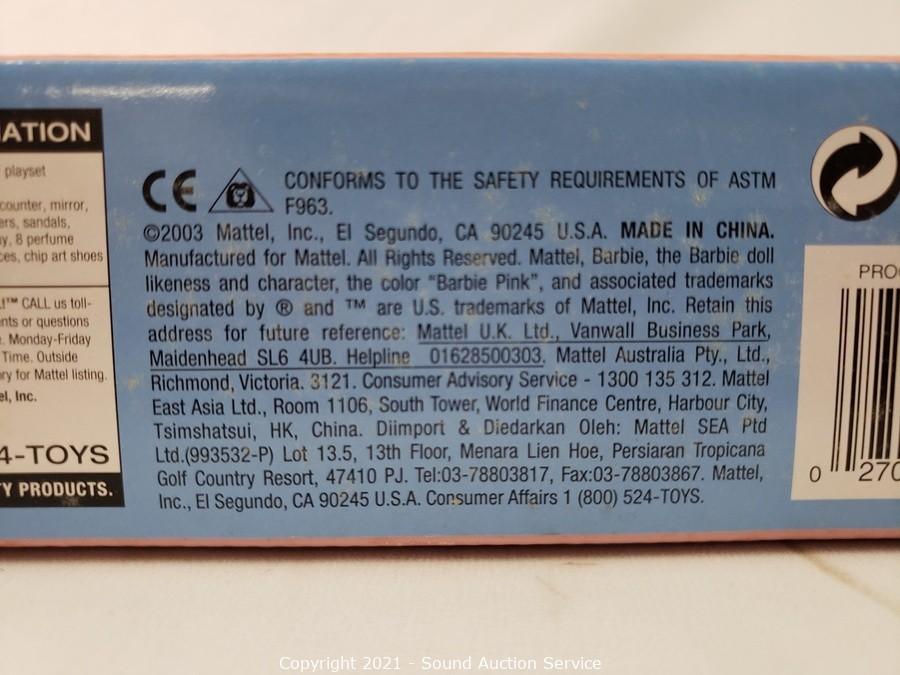 ATION
playset
counter, mirror,
ers, sandals,
y, 8 perfume
ces, chip art shoes
!™ CALL us toll-
nts or questions
. Monday-Friday
Time. Outside
ry for Mattel listing.
el, Inc.
4-TOYS
TY PRODUCTS.
CE CONFORMS TO THE SAFETY REQUIREMENTS OF ASTM
F963.
©2003 Mattel, Inc., El Segundo, CA 90245 U.S.A. MADE IN CHINA.
Manufactured for Mattel. All Rights Reserved. Mattel, Barbie, the Barbie doll
likeness and character, the color "Barbie Pink", and associated trademarks
designated by ® and ™ are U.S. trademarks of Mattel, Inc. Retain this
address for future reference: Mattel U.K. Ltd., Vanwall Business Park,
Maidenhead SL6 4UB. Helpline 01628500303. Mattel Australia Pty., Ltd.,
Richmond, Victoria. 3121. Consumer Advisory Service - 1300 135 312. Mattel
East Asia Ltd., Room 1106, South Tower, World Finance Centre, Harbour City,
Tsimshatsui, HK, China. Diimport & Diedarkan Oleh: Mattel SEA Ptd
Ltd.(993532-P) Lot 13.5, 13th Floor, Menara Lien Hoe, Persiaran Tropicana
Golf Country Resort, 47410 PJ. Tel:03-78803817, Fax:03-78803867. Mattel,
Inc., El Segundo, CA 90245 U.S.A. Consumer Affairs 1 (800) 524-TOYS.
PRO
0 270
Copyright 2021 - Sound Auction Service